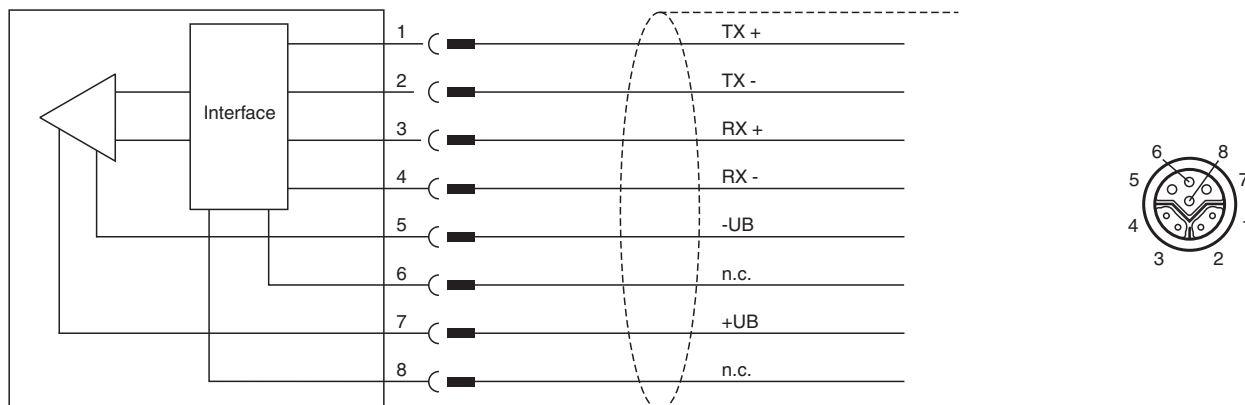 1 TX +
2 TX -
Interface
3 RX +
4 RX -
5 -UB
6 n.c.
7 +UB
8 n.c.
6 8
5 7
4 1
3 2